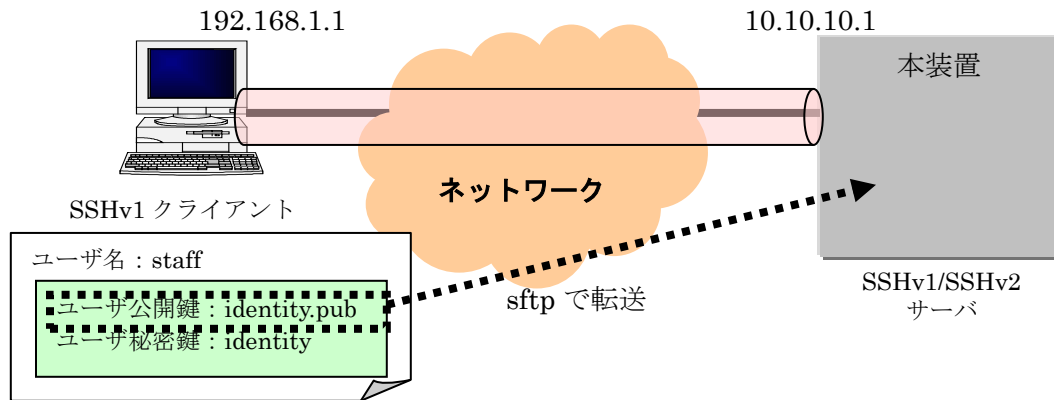 192.168.1.1
10.10.10.1
本装置
ネットワーク
SSHv1 クライアント
ユーザ名：staff
ユーザ公開鍵：identity.pub
ユーザ秘密鍵：identity
sftp で転送
SSHv1/SSHv2
サーバ